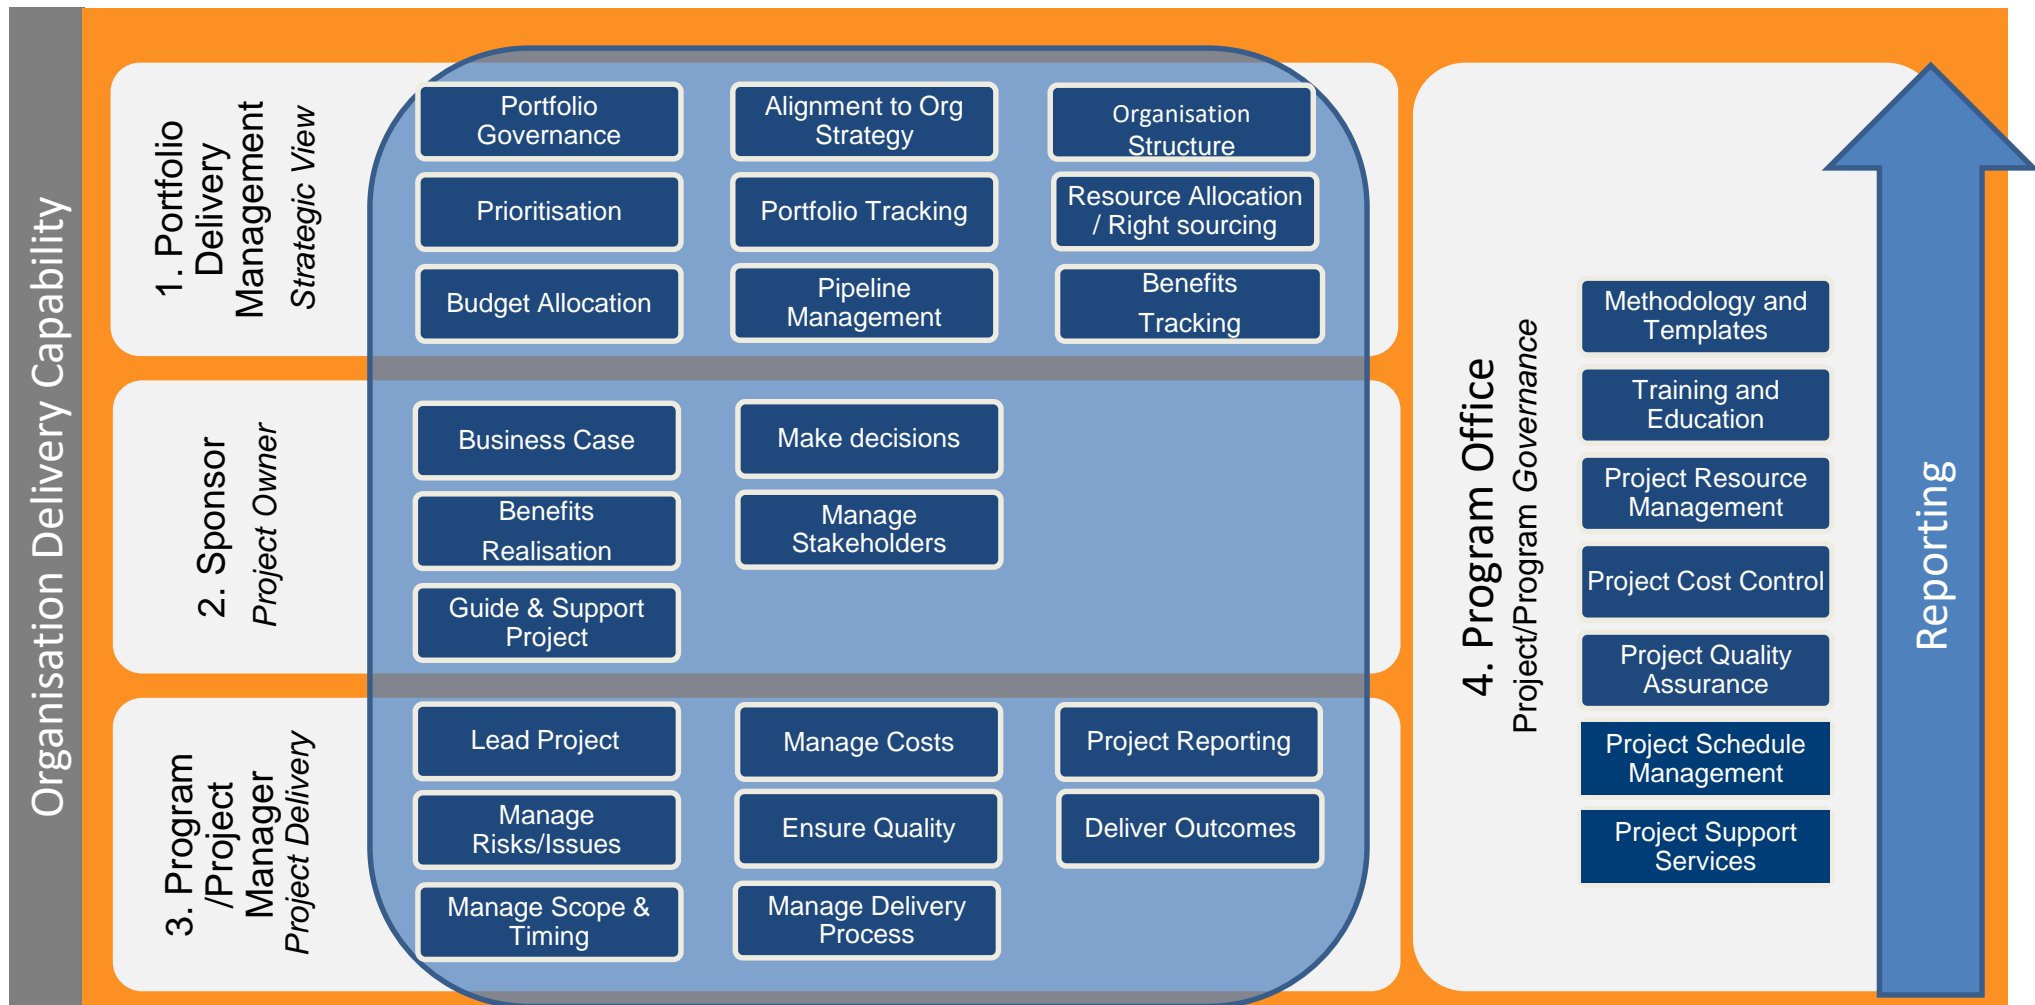 Organisation Delivery Capability
1. Portfolio
Delivery
Management
Strategic View
Portfolio
Governance
Alignment to Org
Strategy
Organisation
Structure
Prioritisation
Portfolio Tracking
Resource Allocation
/ Right sourcing
Budget Allocation
Pipeline
Management
Benefits
Tracking
2. Sponsor
Project Owner
Business Case
Make decisions
Benefits
Realisation
Manage
Stakeholders
Guide & Support
Project
3. Program
/Project
Manager
Project Delivery
Lead Project
Manage Costs
Project Reporting
Manage
Risks/Issues
Ensure Quality
Deliver Outcomes
Manage Scope &
Timing
Manage Delivery
Process
4. Program Office
Project/Program Governance
Methodology and
Templates
Training and
Education
Project Resource
Management
Project Cost Control
Project Quality
Assurance
Project Schedule
Management
Project Support
Services
Reporting